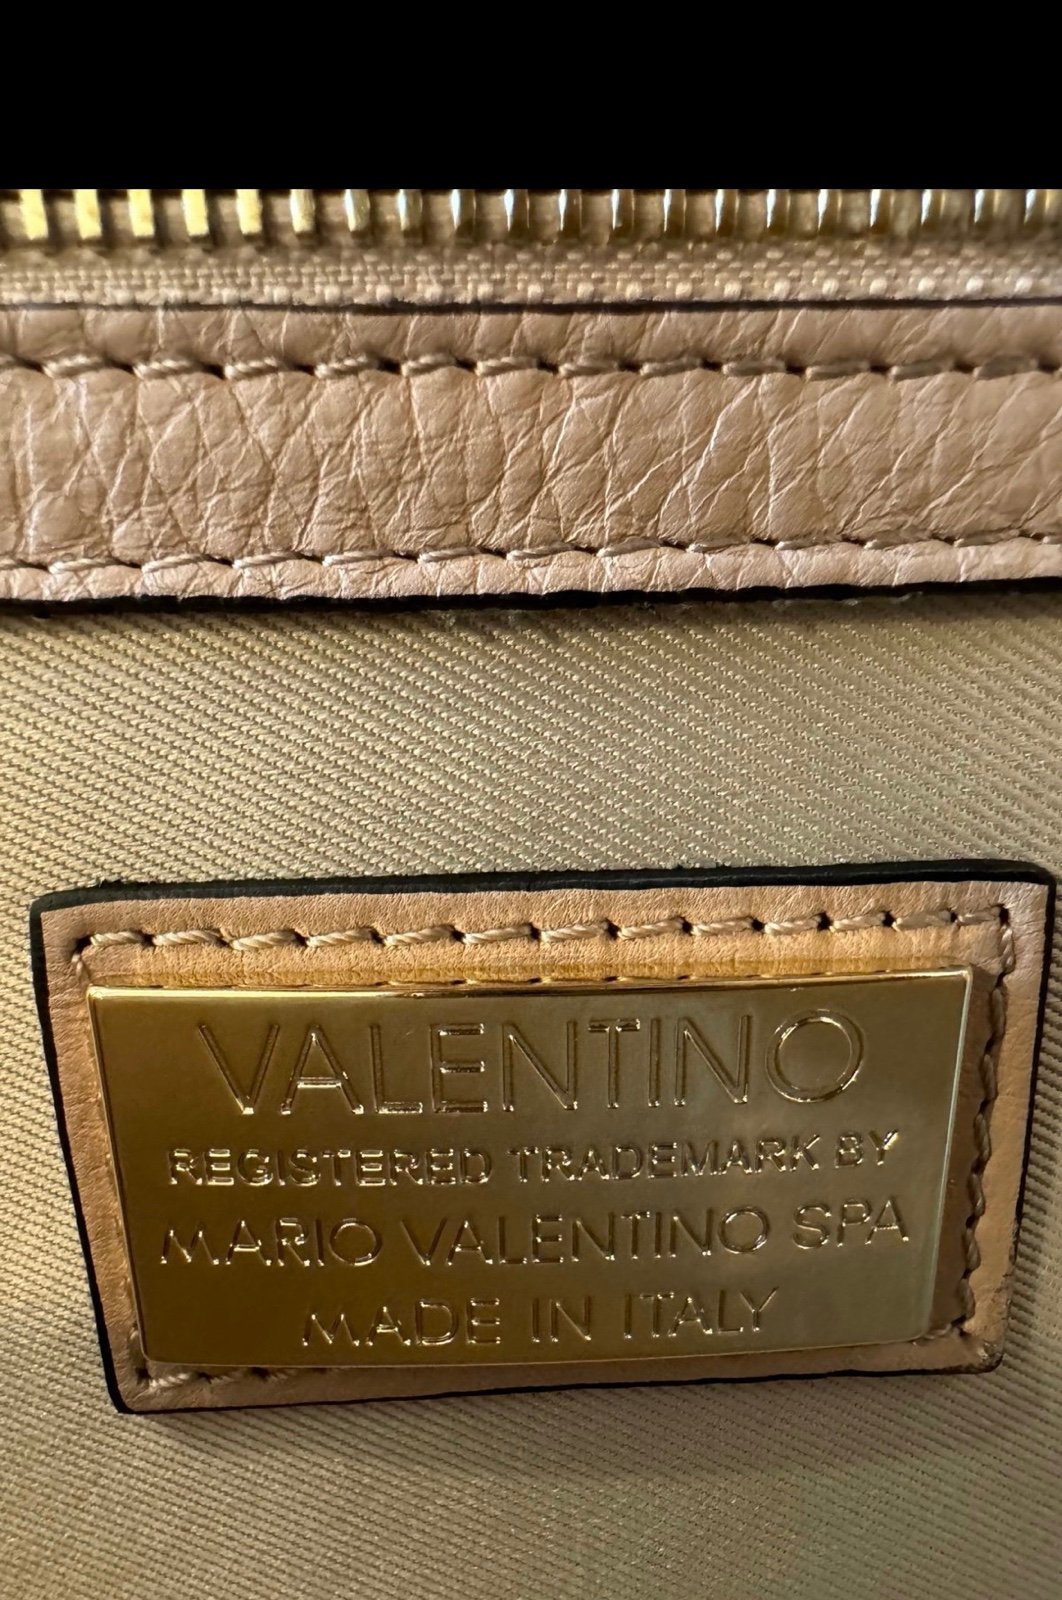 VALENTINO
REGISTERED TRADEMARK BY
MARIO VALENTINO SPA
MADE IN ITALY